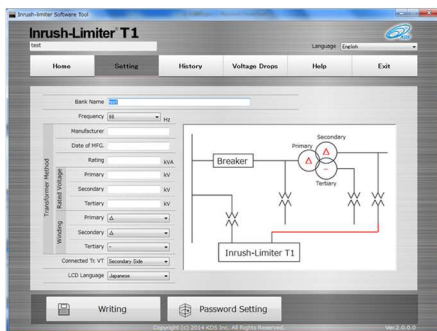 Inrush-limiter Software Tool
Inrush-Limiter T1
test
Language English
Home Setting History Voltage Drops Help Exit
Bank Name test
Frequency Hz
Manufacturer
Date of MFG.
Rating kVA
Transformer Method
Rated Voltage
Primary kV
Secondary kV
Tertiary kV
Winding
Primary Δ
Secondary Δ
Tertiary -
Connected Tr. VT Secondary Side
LCD Language Japanese
Breaker
Primary
Secondary
Δ
Δ
-
Tertiary
Inrush-Limiter T1
Writing
Password Setting
Copyright (c) 2014 KDS Inc. All Rights Reserved.
Ver.2.0.0.0